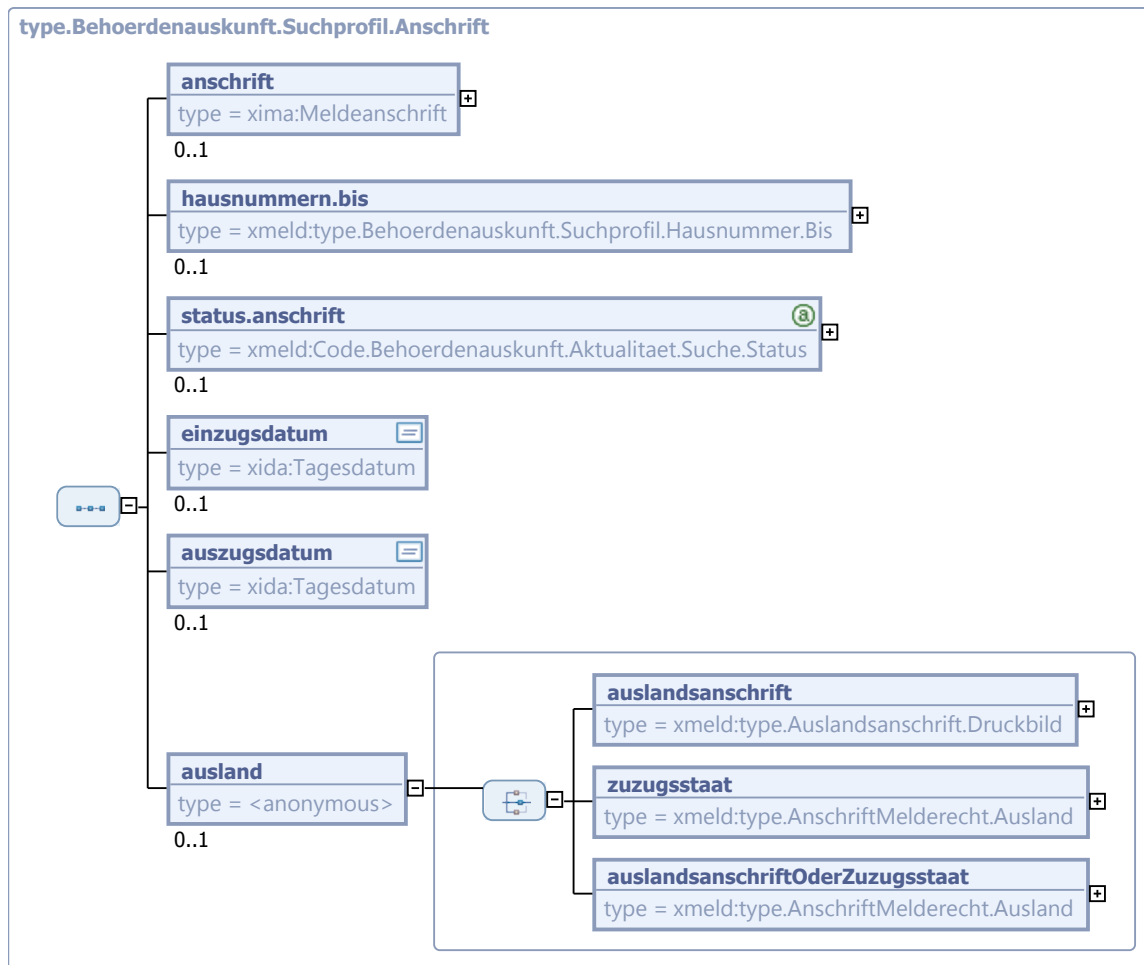 type.Behoerdenauskunft.Suchprofil.Anschrift
anschrift
type = xima:Meldeanschrift
0..1
hausnummern.bis
type = xmeld:type.Behoerdenauskunft.Suchprofil.Hausnummer.Bis
0..1
status.anschrift
a
type = xmeld:Code.Behoerdenauskunft.Aktualitaet.Suche.Status
0..1
einzugsdatum
type = xida:Tagesdatum
0..1
auszugsdatum
type = xida:Tagesdatum
0..1
ausland
type = <anonymous>
0..1
auslandsanschrift
type = xmeld:type.Auslandsanschrift.Druckbild
zuzugsstaat
type = xmeld:type.AnschriftMelderecht.Ausland
auslandsanschriftOderZuzugsstaat
type = xmeld:type.AnschriftMelderecht.Ausland